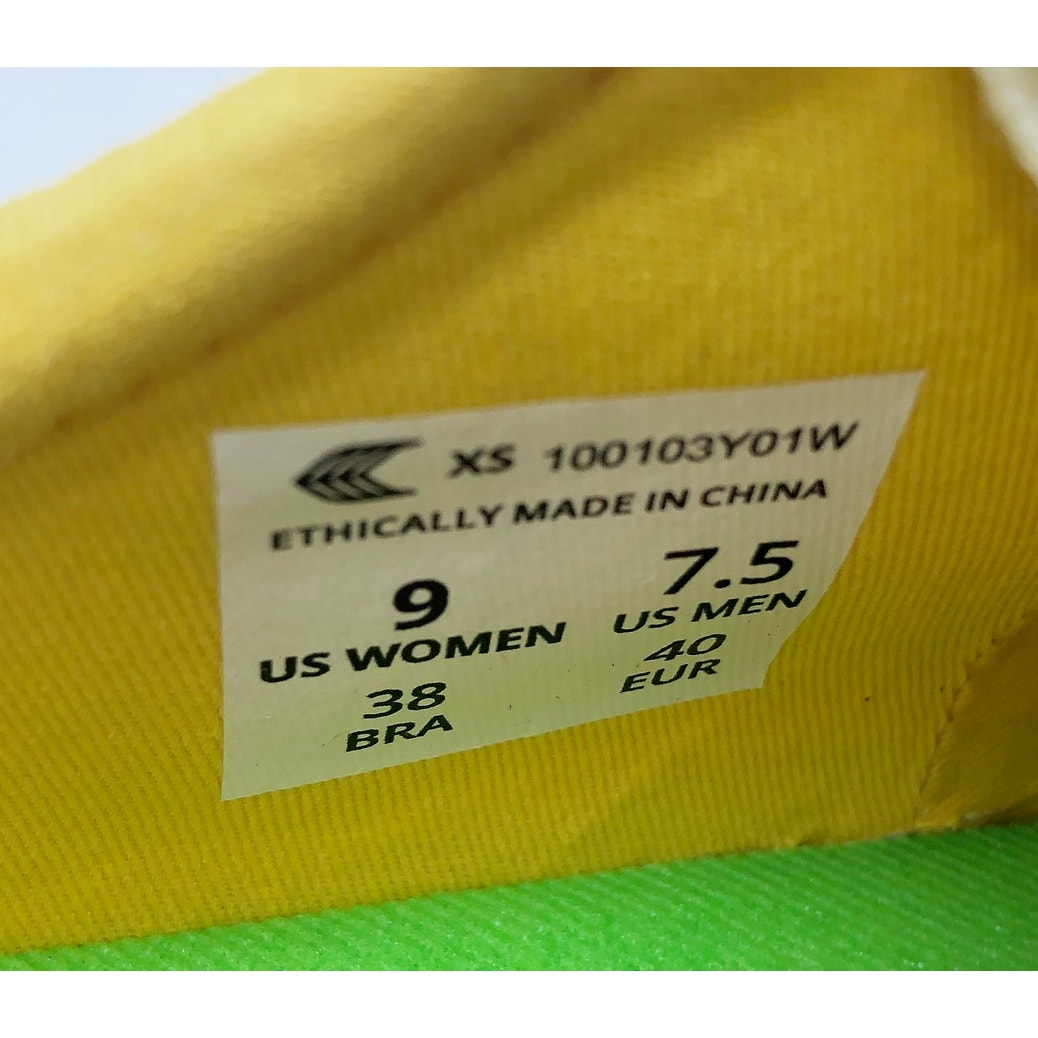 XS 100103Y01W
ETHICALLY MADE IN CHINA
9
US WOMEN
7.5
US MEN
38
BRA
40
EUR